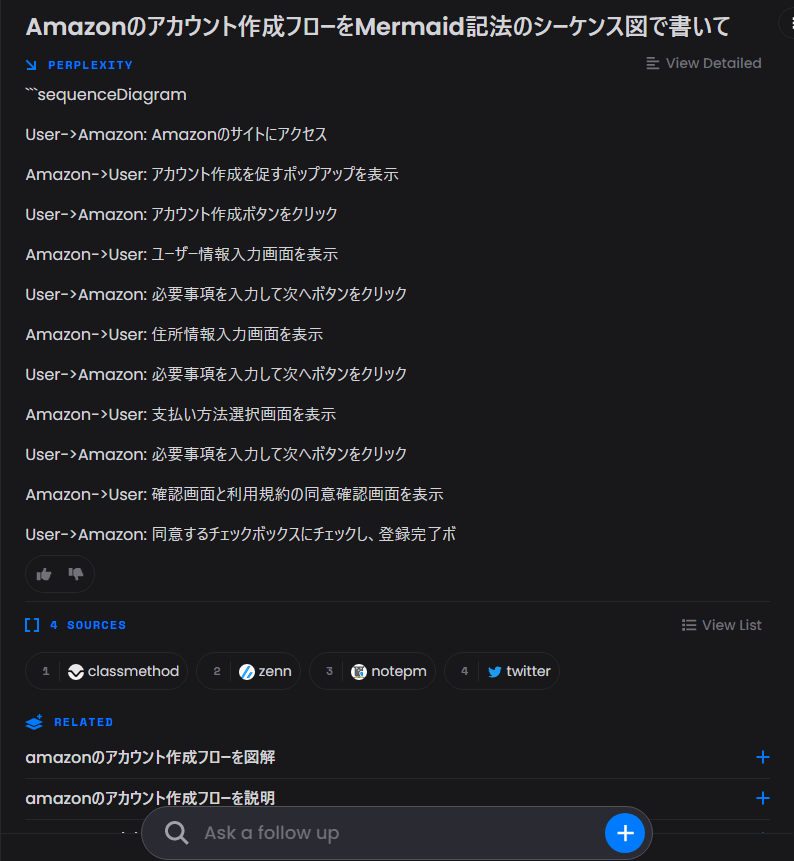 Amazonのアカウント作成フローをMermaid記法のシーケンス図で書いて
PERPLEXITY
View Detailed
```sequenceDiagram
User->Amazon: Amazonのサイトにアクセス
Amazon->User: アカウント作成を促すポップアップを表示
User->Amazon: アカウント作成ボタンをクリック
Amazon->User: ユーザー情報入力画面を表示
User->Amazon: 必要事項を入力して次へボタンをクリック
Amazon->User: 住所情報入力画面を表示
User->Amazon: 必要事項を入力して次へボタンをクリック
Amazon->User: 支払い方法選択画面を表示
User->Amazon: 必要事項を入力して次へボタンをクリック
Amazon->User: 確認画面と利用規約の同意確認画面を表示
User->Amazon: 同意するチェックボックスにチェックし、登録完了ボ
4 SOURCES
View List
1 classmethod
2 zenn
3 notepm
4 twitter
RELATED
amazonのアカウント作成フローを図解
amazonのアカウント作成フローを説明
Ask a follow up